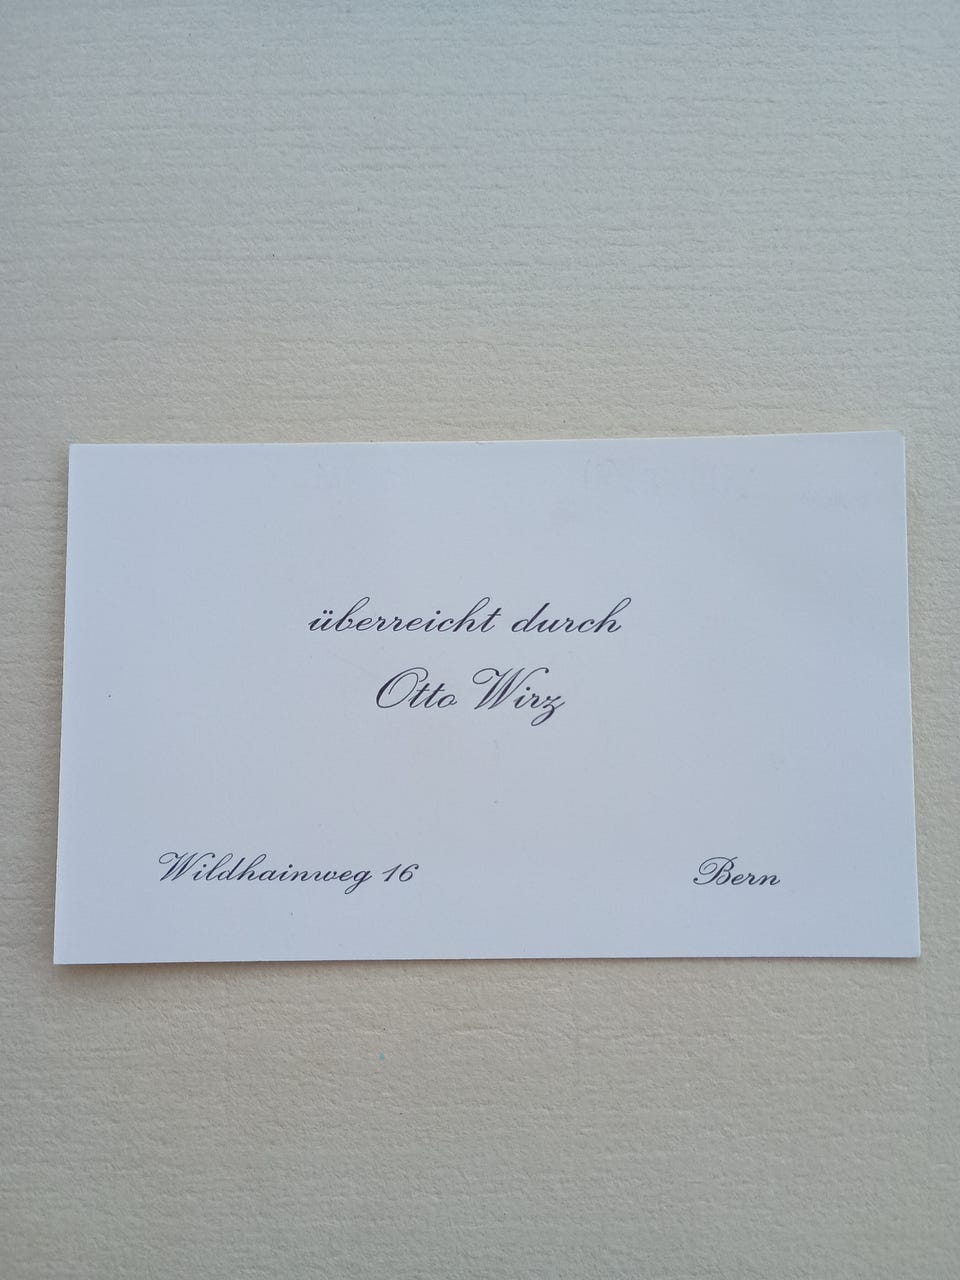 überreicht durch
Otto Wirz
Wildhainweg 16 Bern